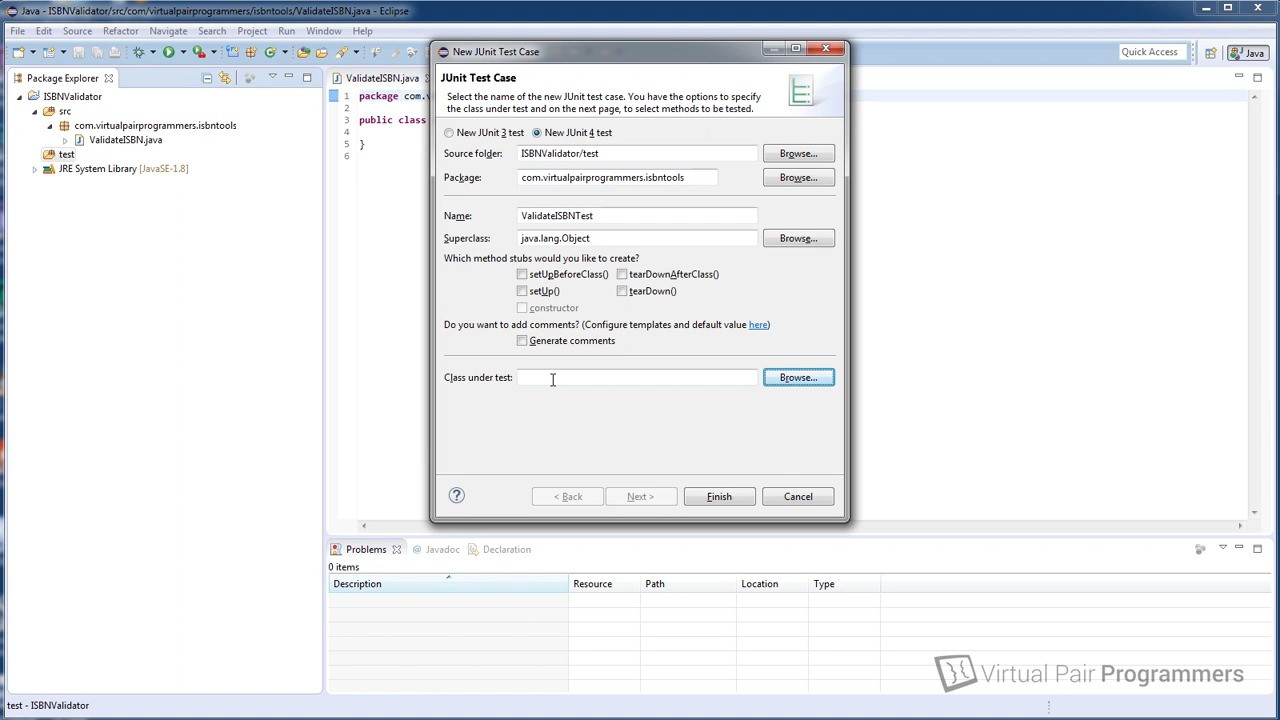 Java - ISBNValidator/src/com/virtualpairprogrammers/isbntools/ValidateISBN.java - Eclipse
File Edit Source Refactor Navigate Search Project Run Window Help
Quick Access Java
Package Explorer
ISBNValidator
src
com.virtualpairprogrammers.isbntools
ValidateISBN.java
test
JRE System Library [JavaSE-1.8]
ValidateISBN.java
1 package com.v
2
3 public class
4
5 }
6
New JUnit Test Case
JUnit Test Case
Select the name of the new JUnit test case. You have the options to specify
the class under test and on the next page, to select methods to be tested.
New JUnit 3 test New JUnit 4 test
Source folder: ISBNValidator/test Browse...
Package: com.virtualpairprogrammers.isbntools Browse...
Name: ValidateISBNTest
Superclass: java.lang.Object Browse...
Which method stubs would you like to create?
setUpBeforeClass() tearDownAfterClass()
setUp() tearDown()
constructor
Do you want to add comments? (Configure templates and default value here)
Generate comments
Class under test: Browse...
? < Back Next > Finish Cancel
Problems @ Javadoc Declaration
0 items
Description Resource Path Location Type
Virtual Pair Programmers
test - ISBNValidator